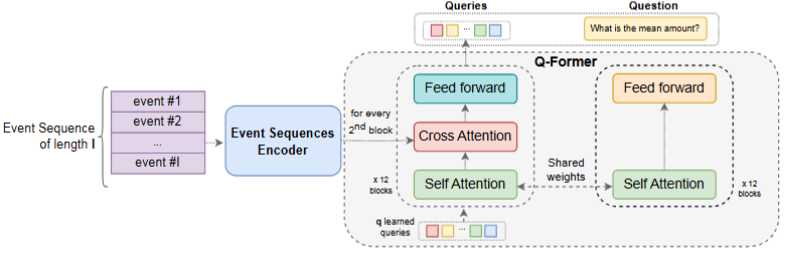 Queries
Question
... What is the mean amount?
Q-Former
Event Sequence
of length l
event #1
event #2
...
event #l
Event Sequences
Encoder
for every
2nd block
Feed forward
Cross Attention
Self Attention
x 12
blocks
q learned
queries
...
Shared
weights
Feed forward
Self Attention
x 12
blocks